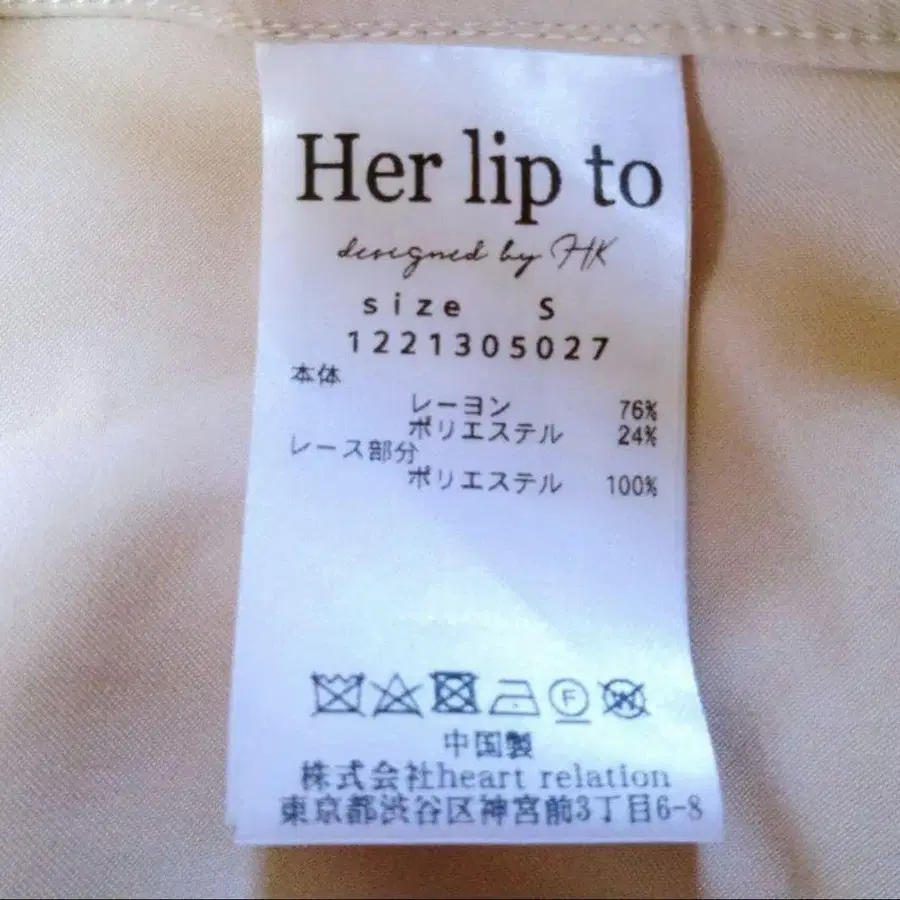 Her lip to
designed by HK
size S
1221305027
本体
レーヨン 76%
ポリエステル 24%
レース部分
ポリエステル 100%
F
W
中国製
株式会社heart relation
東京都渋谷区神宮前3丁目6-8